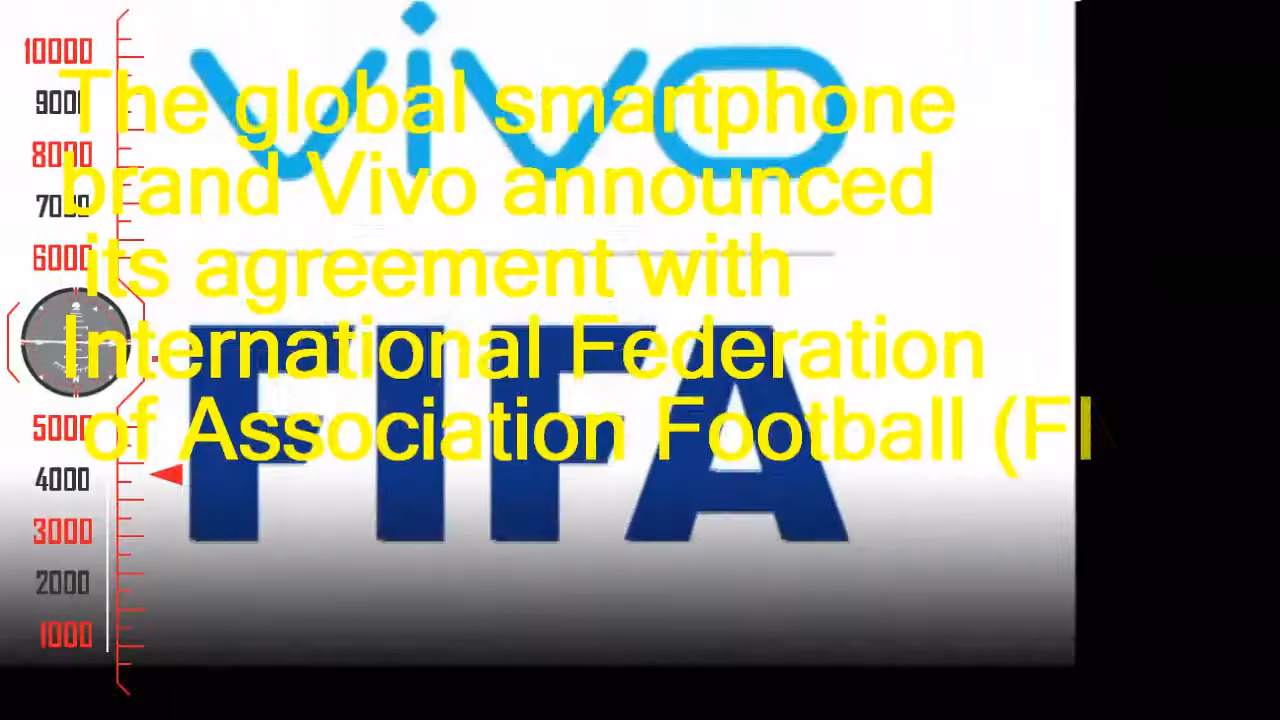 vivo
10000
9000
8000
7000
6000
5000
4000
3000
2000
1000
The global smartphone
brand Vivo announced
its agreement with
International Federation
of Association Football (FI
FIFA